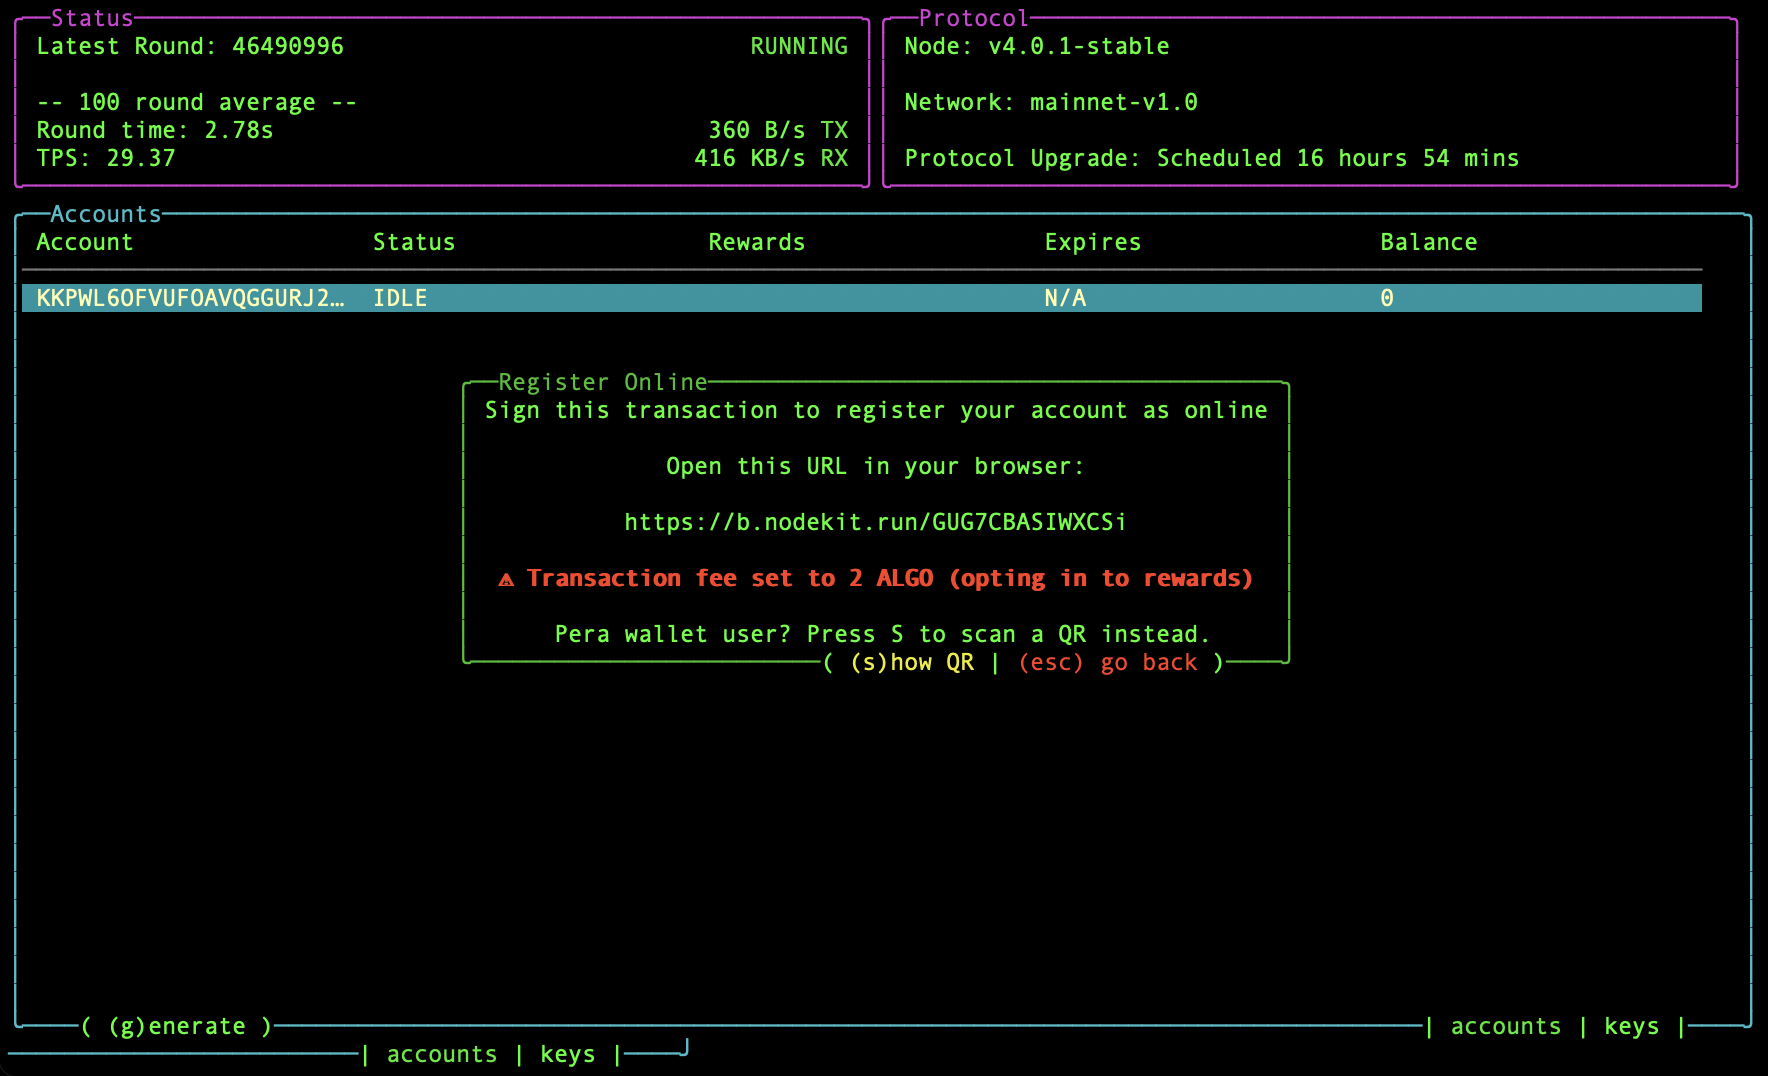 Status
Latest Round: 46490996 RUNNING
-- 100 round average --
Round time: 2.78s 360 B/s TX
TPS: 29.37 416 KB/s RX
Protocol
Node: v4.0.1-stable
Network: mainnet-v1.0
Protocol Upgrade: Scheduled 16 hours 54 mins
Accounts
Account Status Rewards Expires Balance
KKPWL6OFVUFOAVQGGURJ2… IDLE N/A 0
Register Online
Sign this transaction to register your account as online
Open this URL in your browser:
https://b.nodekit.run/GUG7CBASIWXCSi
⚠ Transaction fee set to 2 ALGO (opting in to rewards)
Pera wallet user? Press S to scan a QR instead.
( (s)how QR | (esc) go back )
( (g)enerate ) | accounts | keys |
| accounts | keys |